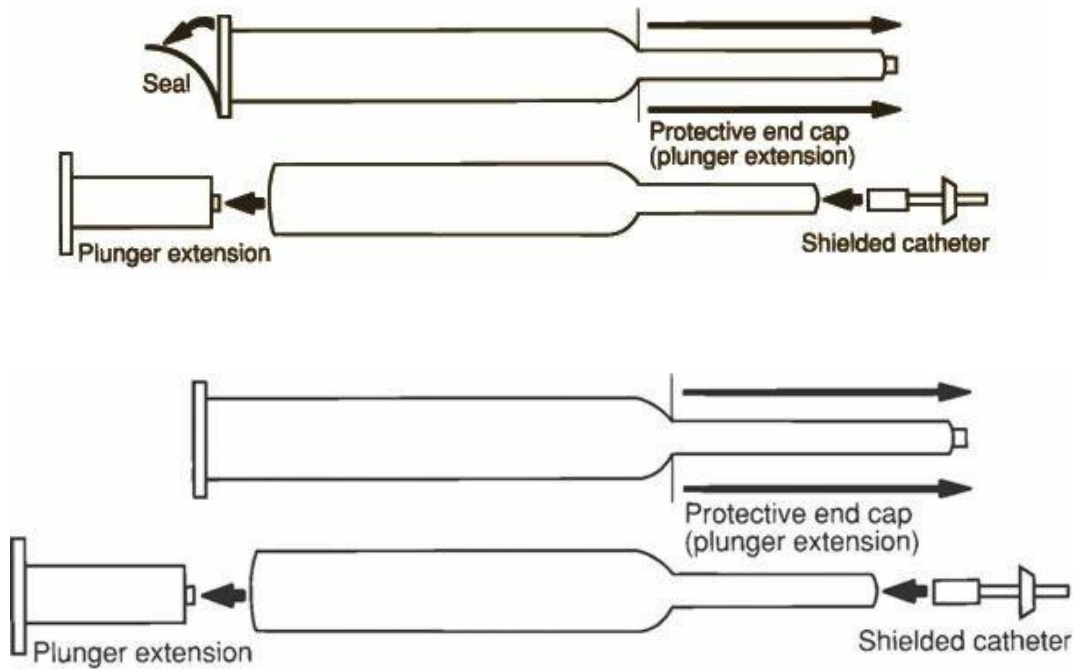 Seal
Protective end cap
(plunger extension)
Plunger extension
Shielded catheter
Protective end cap
(plunger extension)
Plunger extension
Shielded catheter